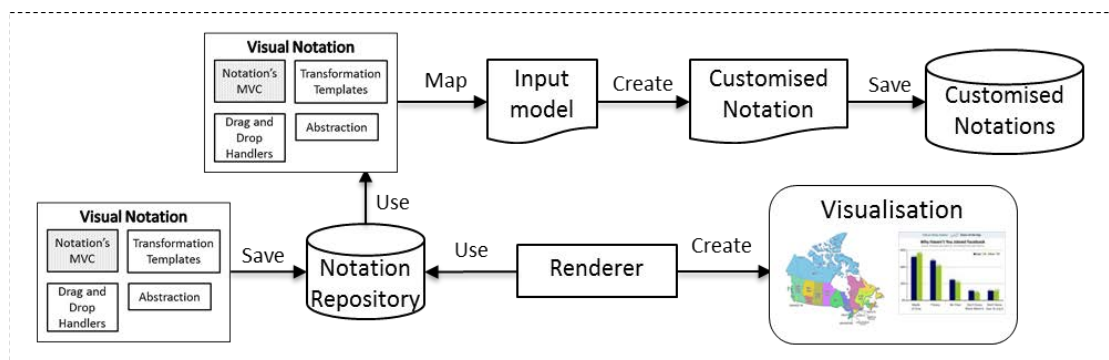 Visual Notation
Notation's
MVC
Transformation
Templates
Drag and
Drop
Handlers
Abstraction
Map
Input
model
Create
Customised
Notation
Save
Customised
Notations
Use
Visual Notation
Notation's
MVC
Transformation
Templates
Drag and
Drop
Handlers
Abstraction
Save
Notation
Repository
Use
Renderer
Create
Visualisation